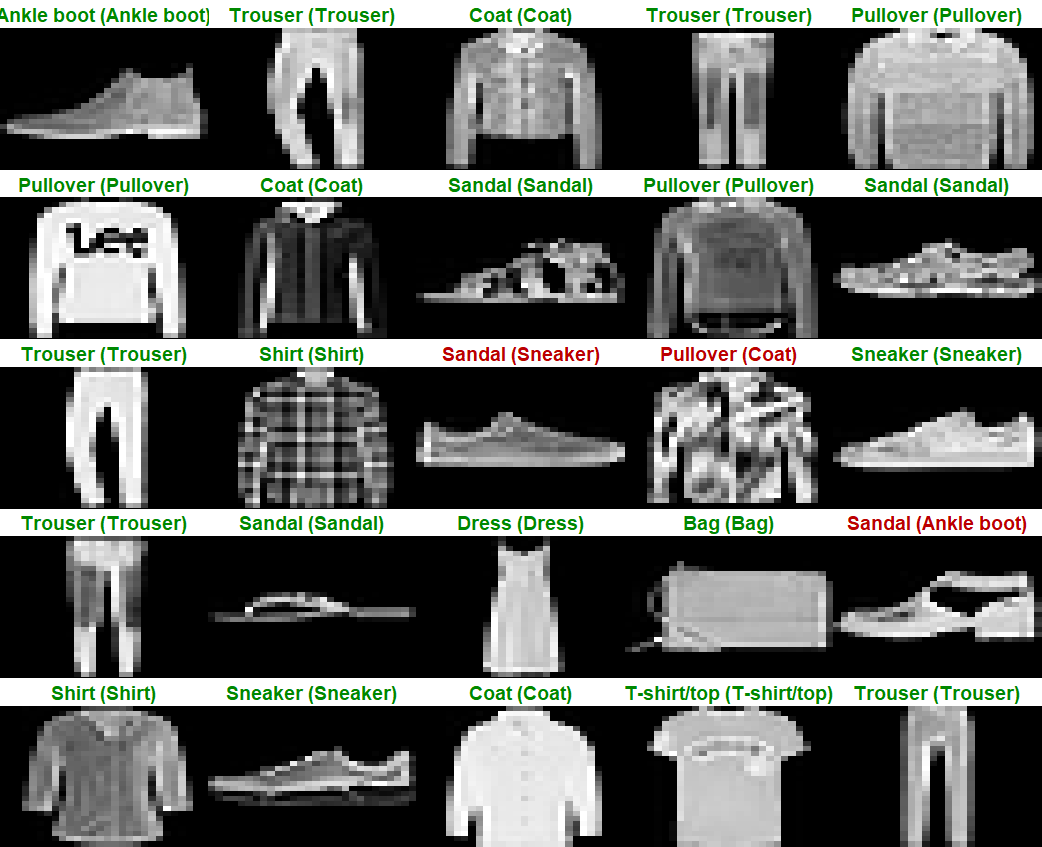 Ankle boot (Ankle boot) Trouser (Trouser) Coat (Coat) Trouser (Trouser) Pullover (Pullover)
Pullover (Pullover) Coat (Coat) Sandal (Sandal) Pullover (Pullover) Sandal (Sandal)
Lee
Trouser (Trouser) Shirt (Shirt) Sandal (Sneaker) Pullover (Coat) Sneaker (Sneaker)
Trouser (Trouser) Sandal (Sandal) Dress (Dress) Bag (Bag) Sandal (Ankle boot)
Shirt (Shirt) Sneaker (Sneaker) Coat (Coat) T-shirt/top (T-shirt/top) Trouser (Trouser)